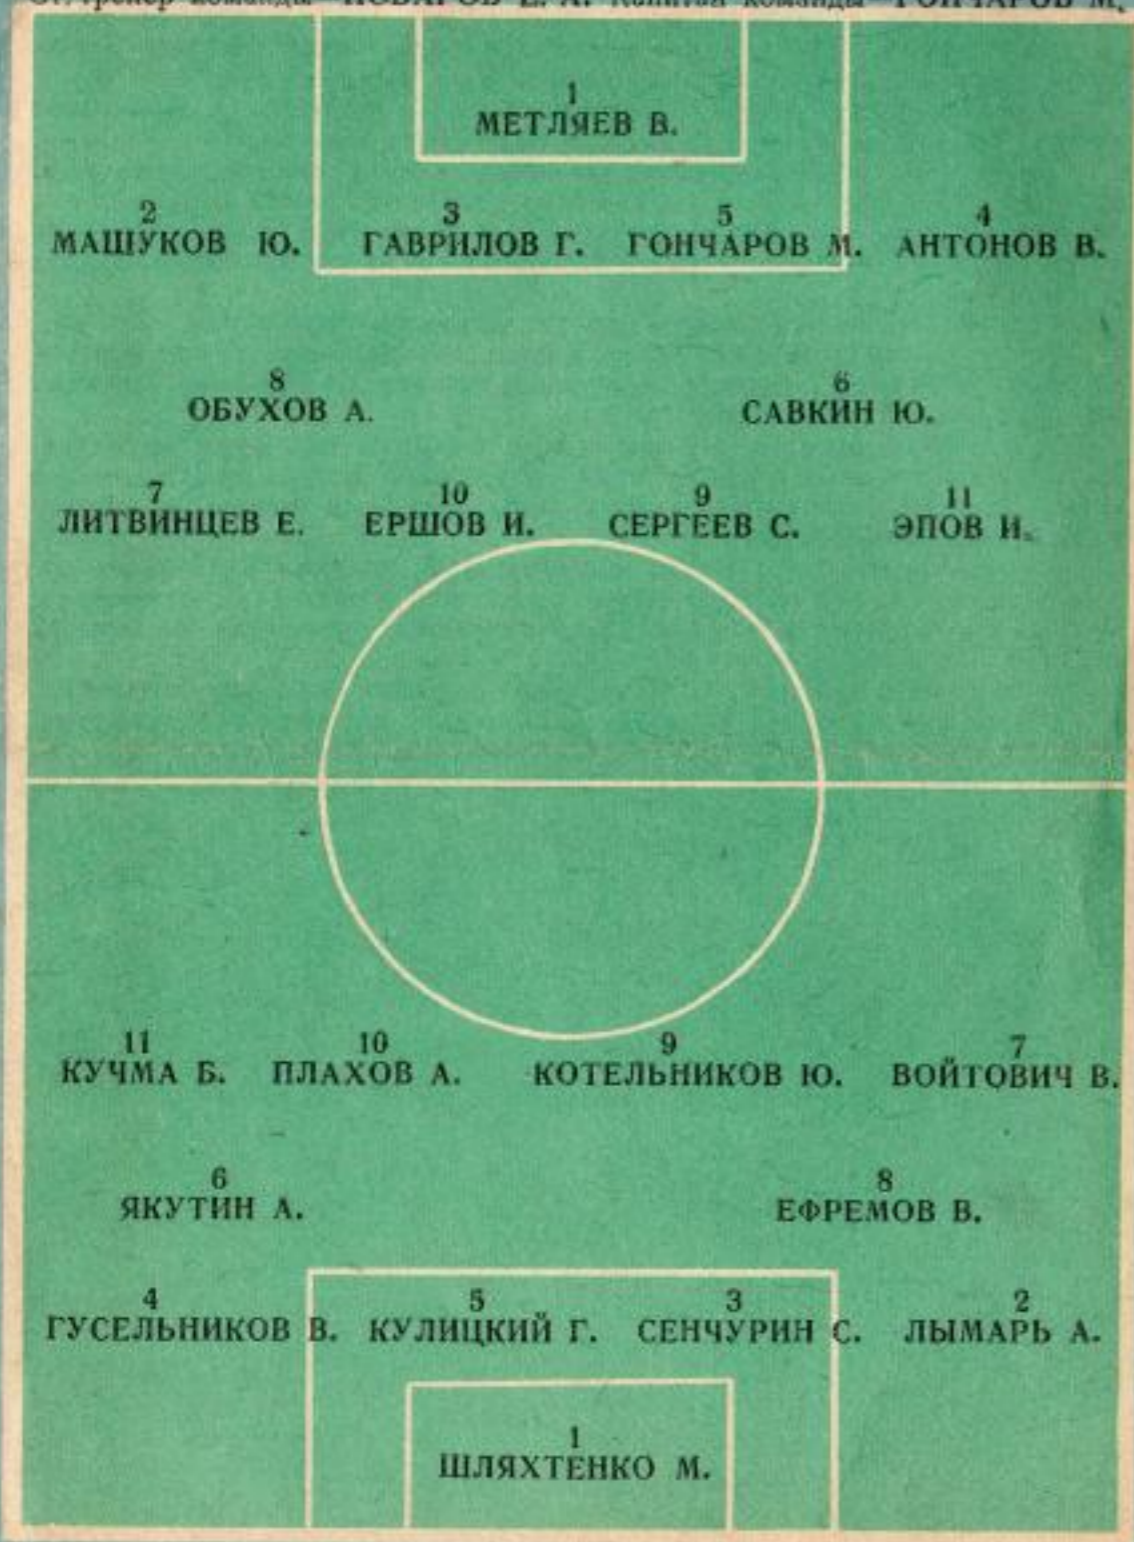 команды ГОНЧАРОВ М.
1
МЕТЛЯЕВ В.
2 3 5 4
МАШУКОВ Ю. ГАВРИЛОВ Г. ГОНЧАРОВ М. АНТОНОВ В.
8 6
ОБУХОВ А. САВКИН Ю.
7 10 9 11
ЛИТВИНЦЕВ Е. ЕРШОВ И. СЕРГЕЕВ С. ЭПОВ И.
11 10 9 7
КУЧМА Б. ПЛАХОВ А. КОТЕЛЬНИКОВ Ю. ВОЙТОВИЧ В.
6 8
ЯКУТИН А. ЕФРЕМОВ В.
4 5 3 2
ГУСЕЛЬНИКОВ В. КУЛИЦКИЙ Г. СЕНЧУРИН С. ЛЫМАРЬ А.
1
ШЛЯХТЕНКО М.